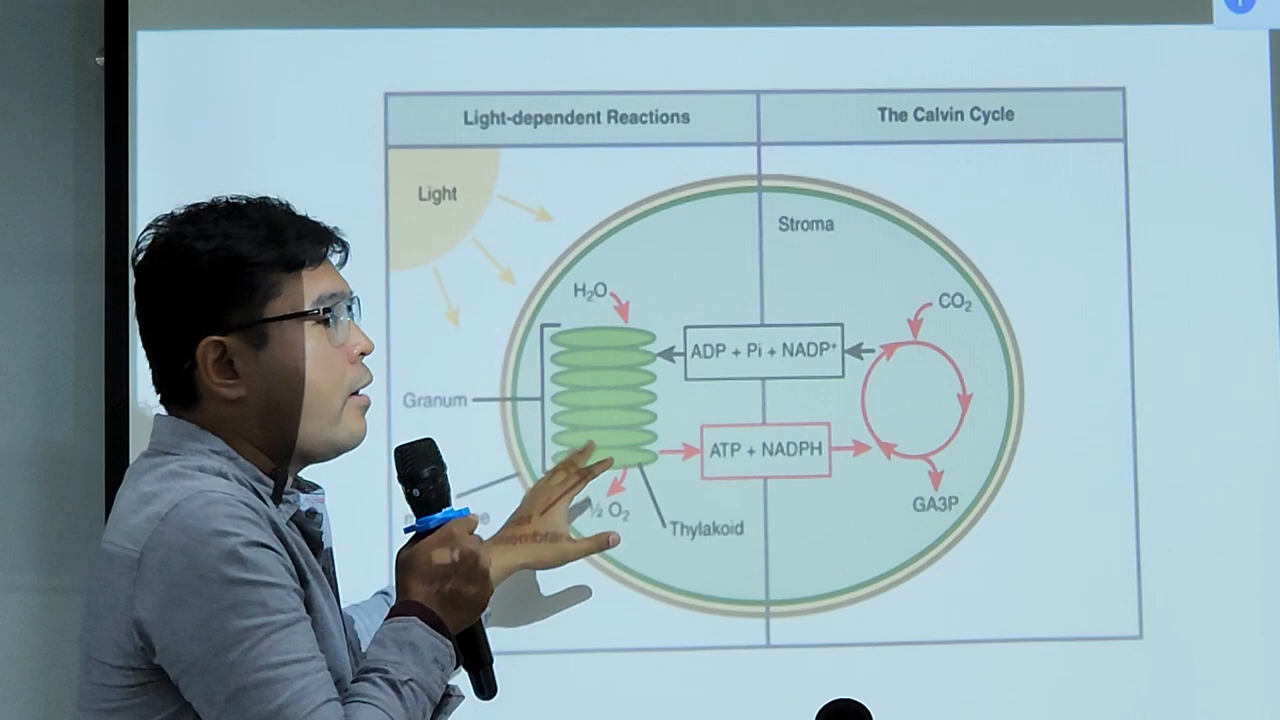 Light-dependent Reactions
The Calvin Cycle
Light
Stroma
H₂O
CO₂
ADP + Pi + NADP⁺
Granum
ATP + NADPH
GA3P
½ O₂
Thylakoid
membrane